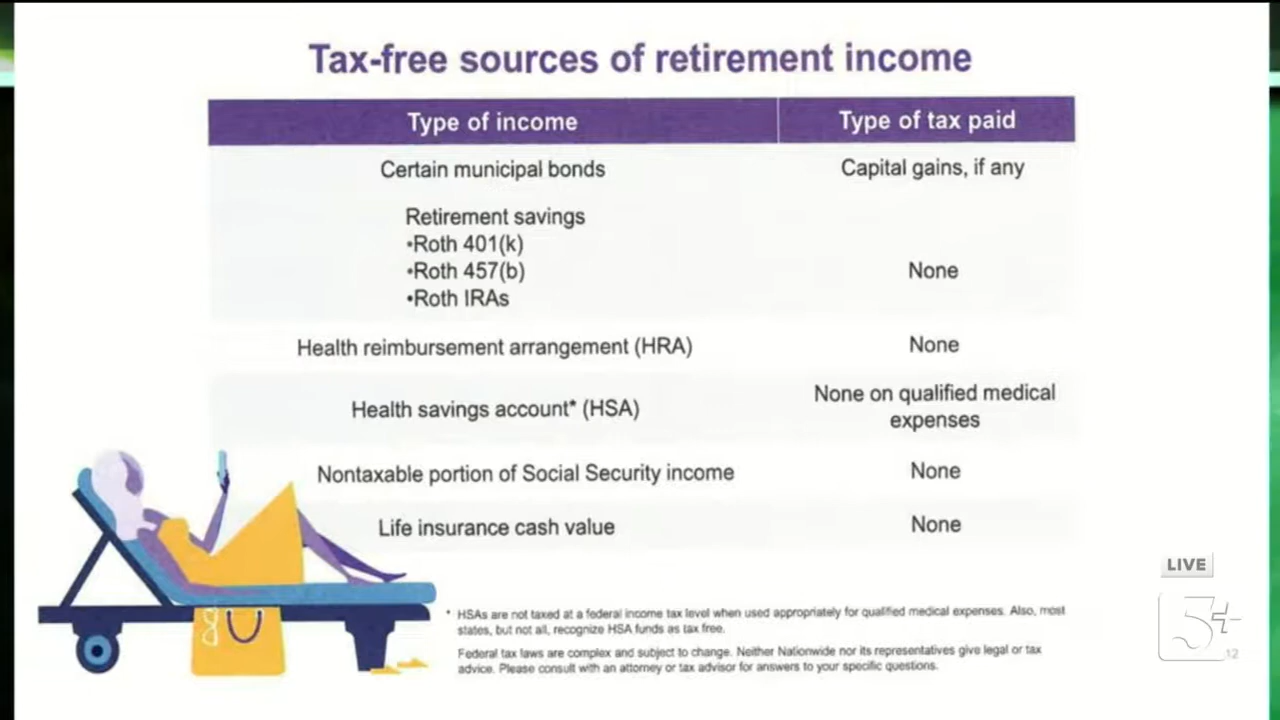 Tax-free sources of retirement income
Type of income
Type of tax paid
Certain municipal bonds
Capital gains, if any
Retirement savings
•Roth 401(k)
•Roth 457(b)
•Roth IRAs
None
Health reimbursement arrangement (HRA)
None
Health savings account* (HSA)
None on qualified medical
expenses
Nontaxable portion of Social Security income
None
Life insurance cash value
None
* HSAs are not taxed at a federal income tax level when used appropriately for qualified medical expenses. Also, most
states, but not all, recognize HSA funds as tax free.
Federal tax laws are complex and subject to change. Neither Nationwide nor its representatives give legal or tax
advice. Please consult with an attorney or tax advisor for answers to your specific questions.
LIVE
5+
12